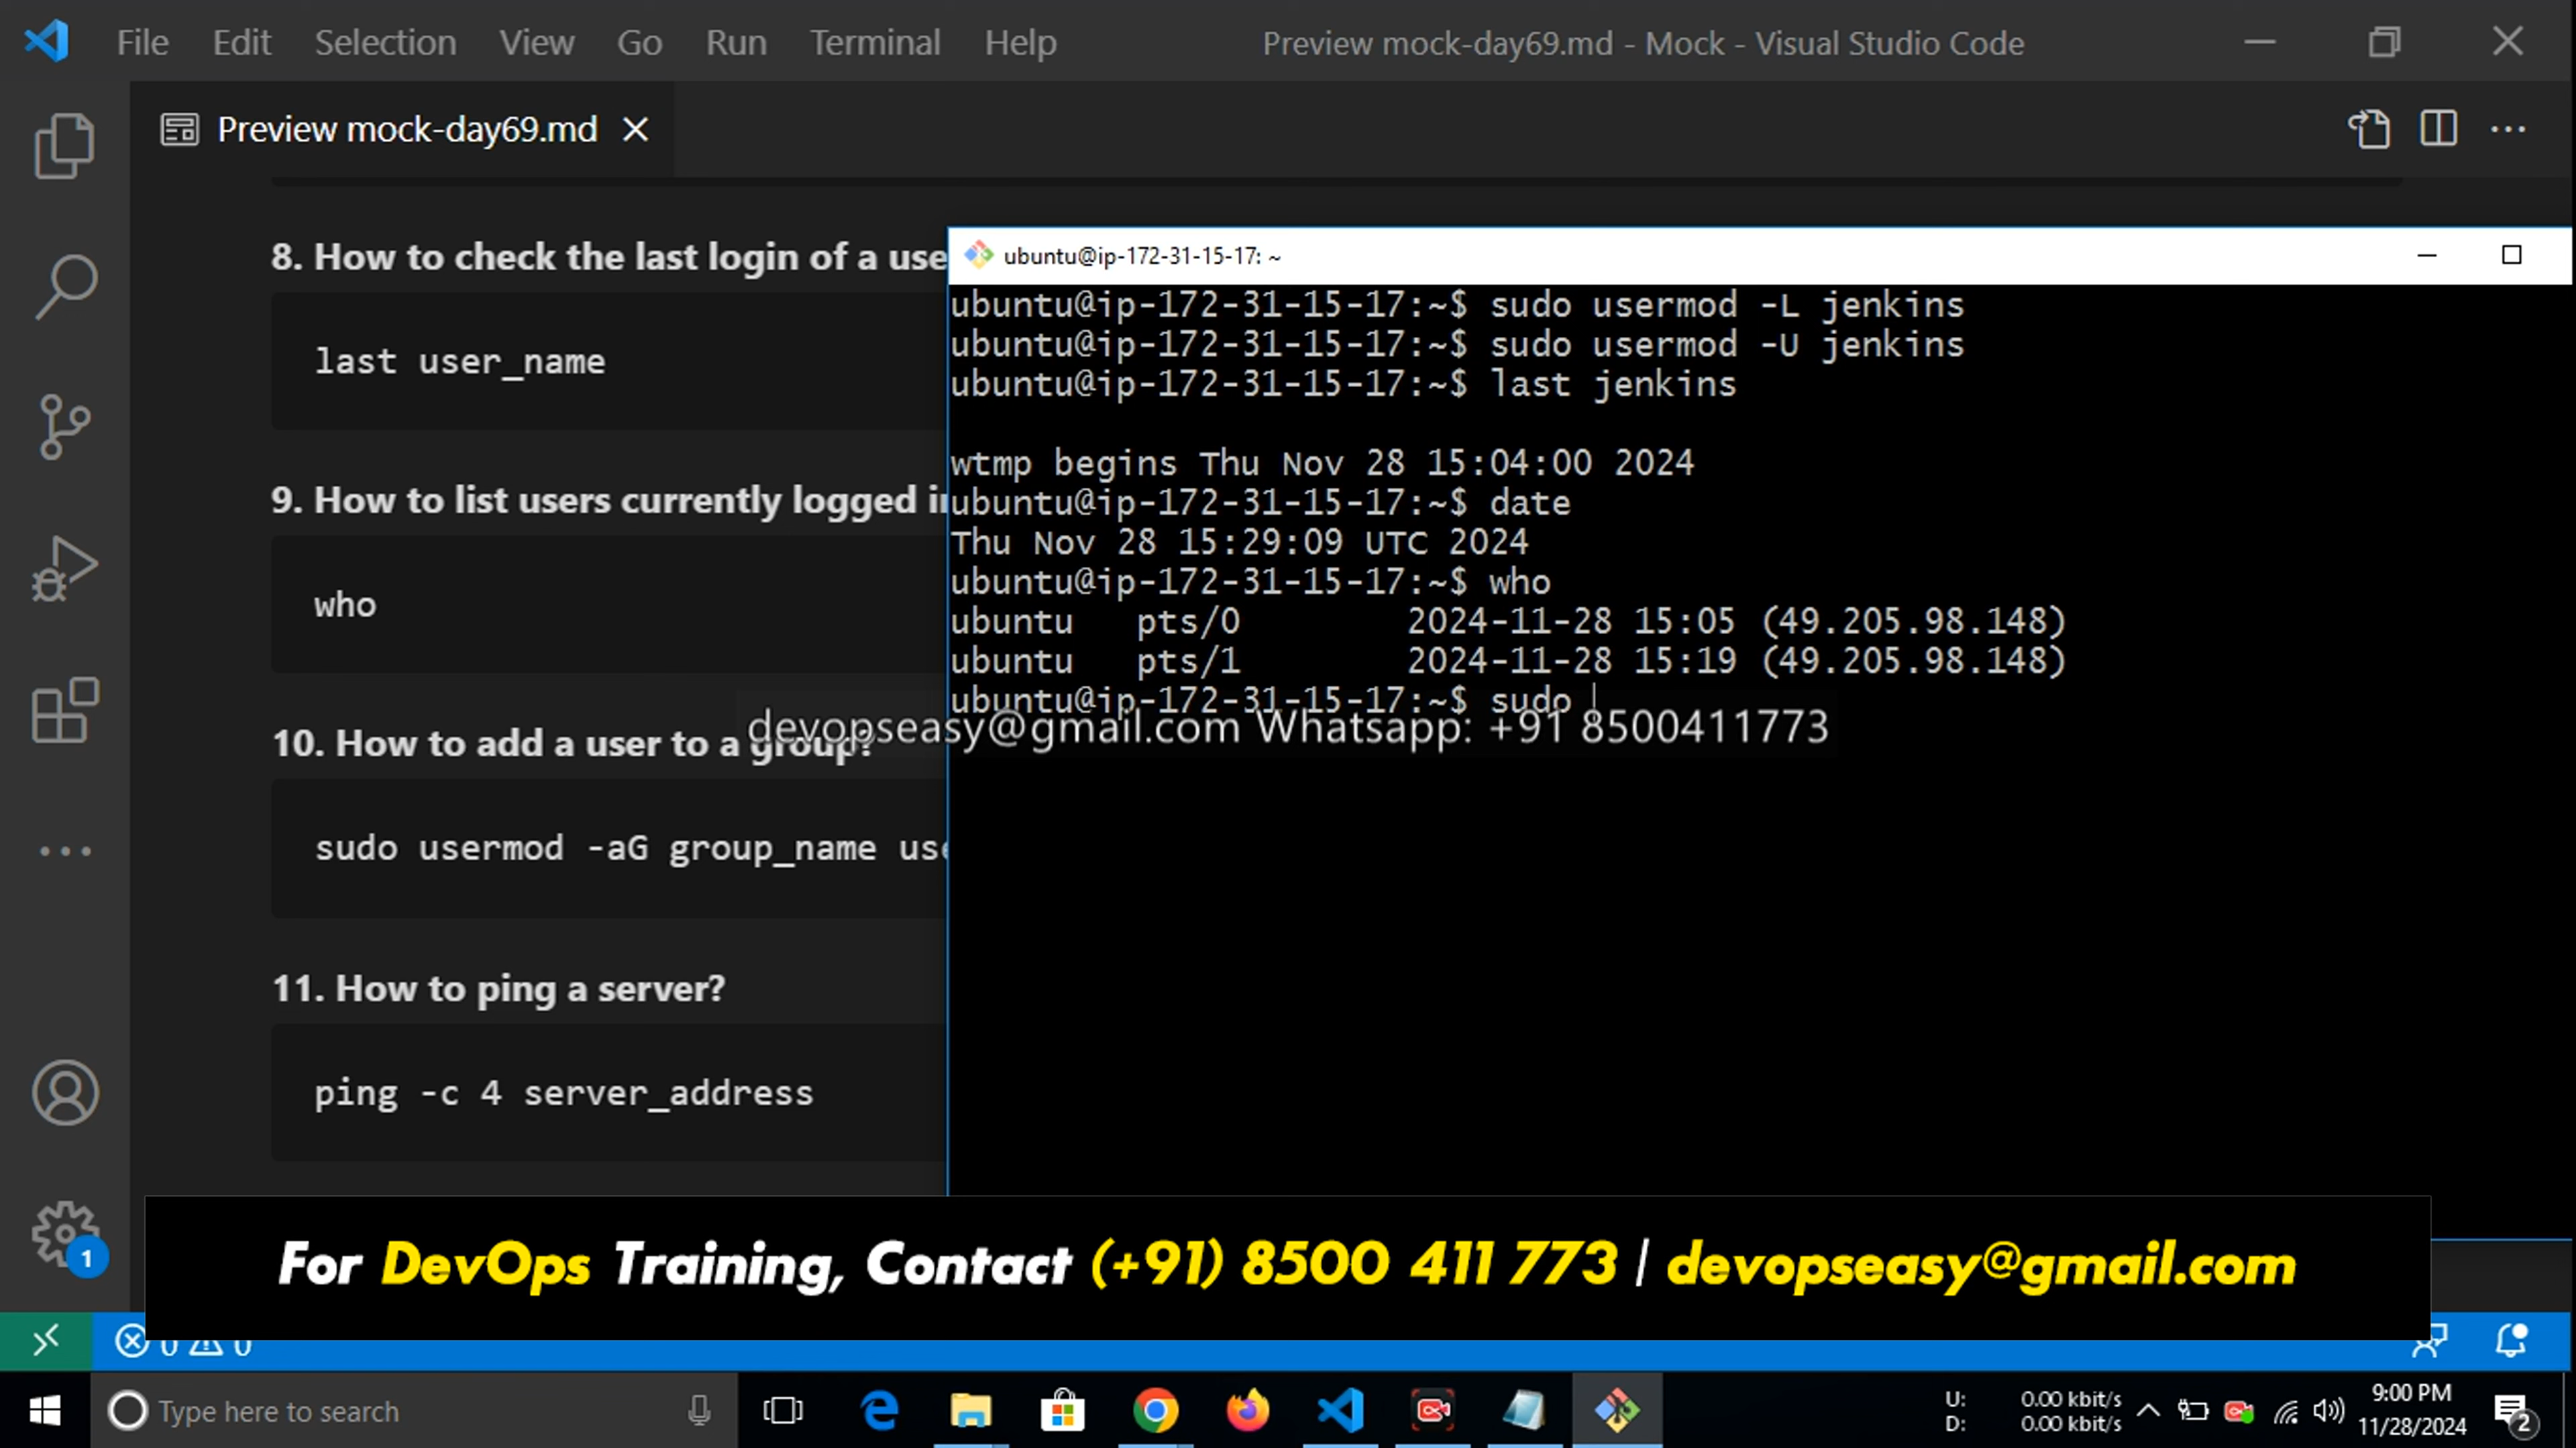 File Edit Selection View Go Run Terminal Help
Preview mock-day69.md - Mock - Visual Studio Code
Preview mock-day69.md
8. How to check the last login of a use
last user_name
9. How to list users currently logged i
who
10. How to add a user to a group?
sudo usermod -aG group_name use
11. How to ping a server?
ping -c 4 server_address
ubuntu@ip-172-31-15-17: ~
ubuntu@ip-172-31-15-17:~$ sudo usermod -L jenkins
ubuntu@ip-172-31-15-17:~$ sudo usermod -U jenkins
ubuntu@ip-172-31-15-17:~$ last jenkins
wtmp begins Thu Nov 28 15:04:00 2024
ubuntu@ip-172-31-15-17:~$ date
Thu Nov 28 15:29:09 UTC 2024
ubuntu@ip-172-31-15-17:~$ who
ubuntu pts/0 2024-11-28 15:05 (49.205.98.148)
ubuntu pts/1 2024-11-28 15:19 (49.205.98.148)
ubuntu@ip-172-31-15-17:~$ sudo
devopseasy@gmail.com Whatsapp: +91 8500411773
1
For DevOps Training, Contact (+91) 8500 411 773 | devopseasy@gmail.com
0 0
Type here to search
U: 0.00 kbit/s
D: 0.00 kbit/s
9:00 PM
11/28/2024
2